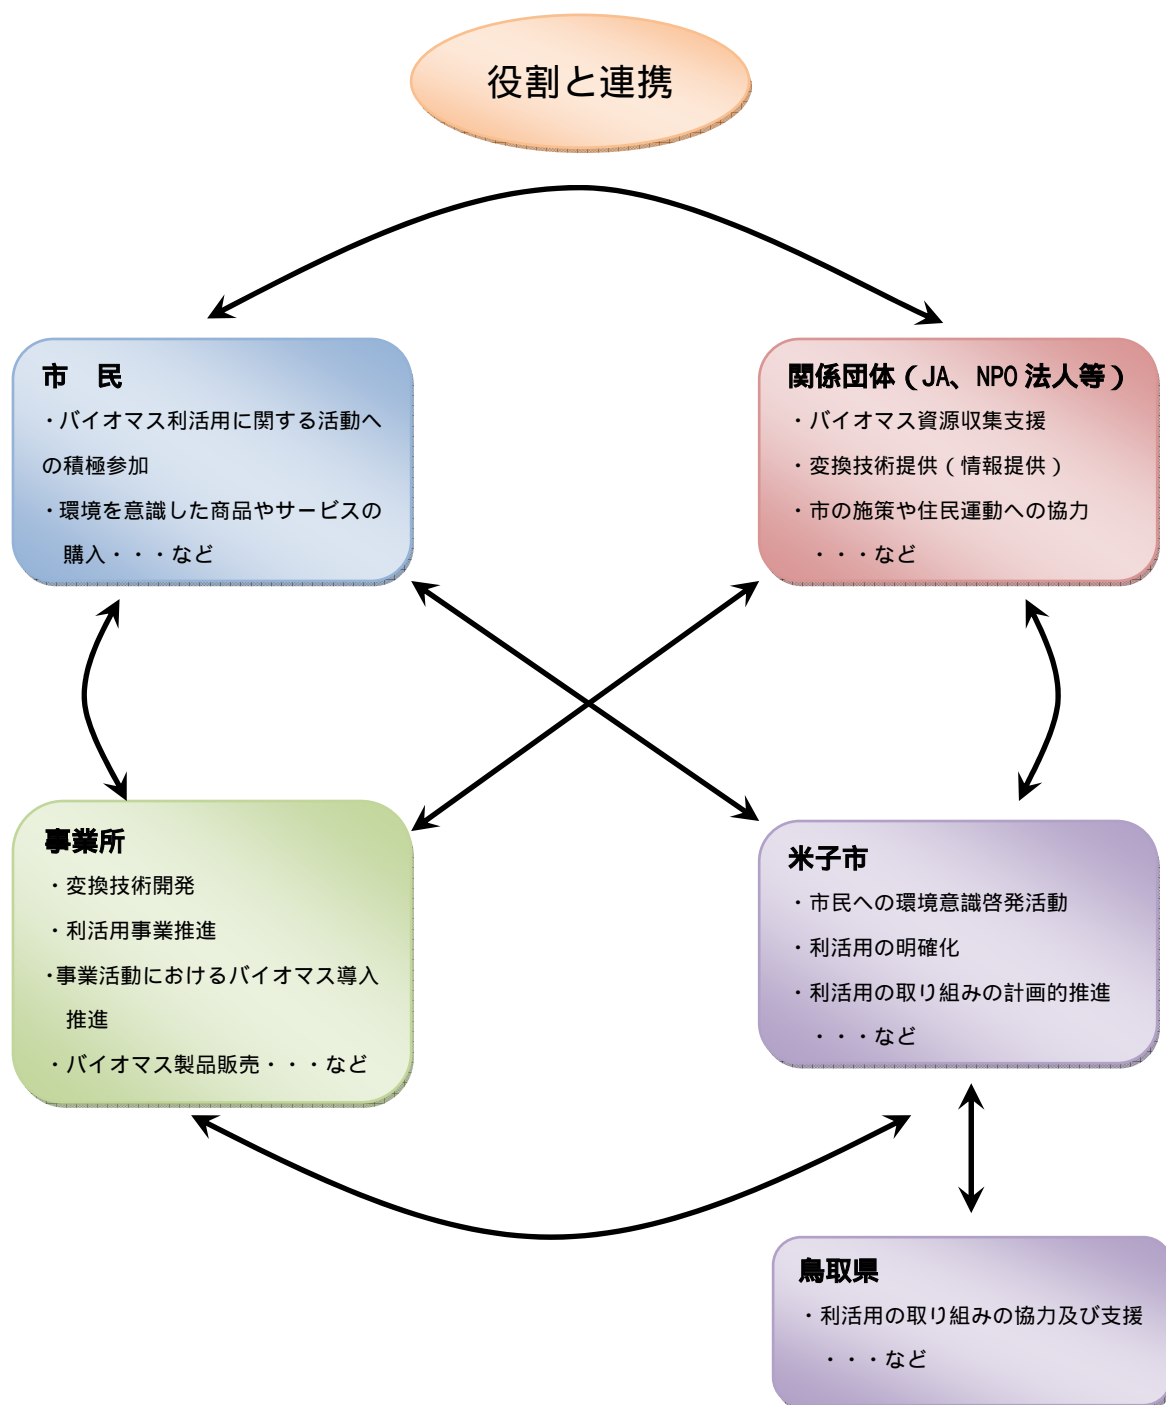 役割と連携
市　民
・バイオマス利活用に関する活動へ
の積極参加
・環境を意識した商品やサービスの
購入・・・など
関係団体（JA、NPO 法人等）
・バイオマス資源収集支援
・変換技術提供（情報提供）
・市の施策や住民運動への協力
・・・など
事業所
・変換技術開発
・利活用事業推進
・事業活動におけるバイオマス導入
推進
・バイオマス製品販売・・・など
米子市
・市民への環境意識啓発活動
・利活用の明確化
・利活用の取り組みの計画的推進
・・・など
鳥取県
・利活用の取り組みの協力及び支援
・・・など